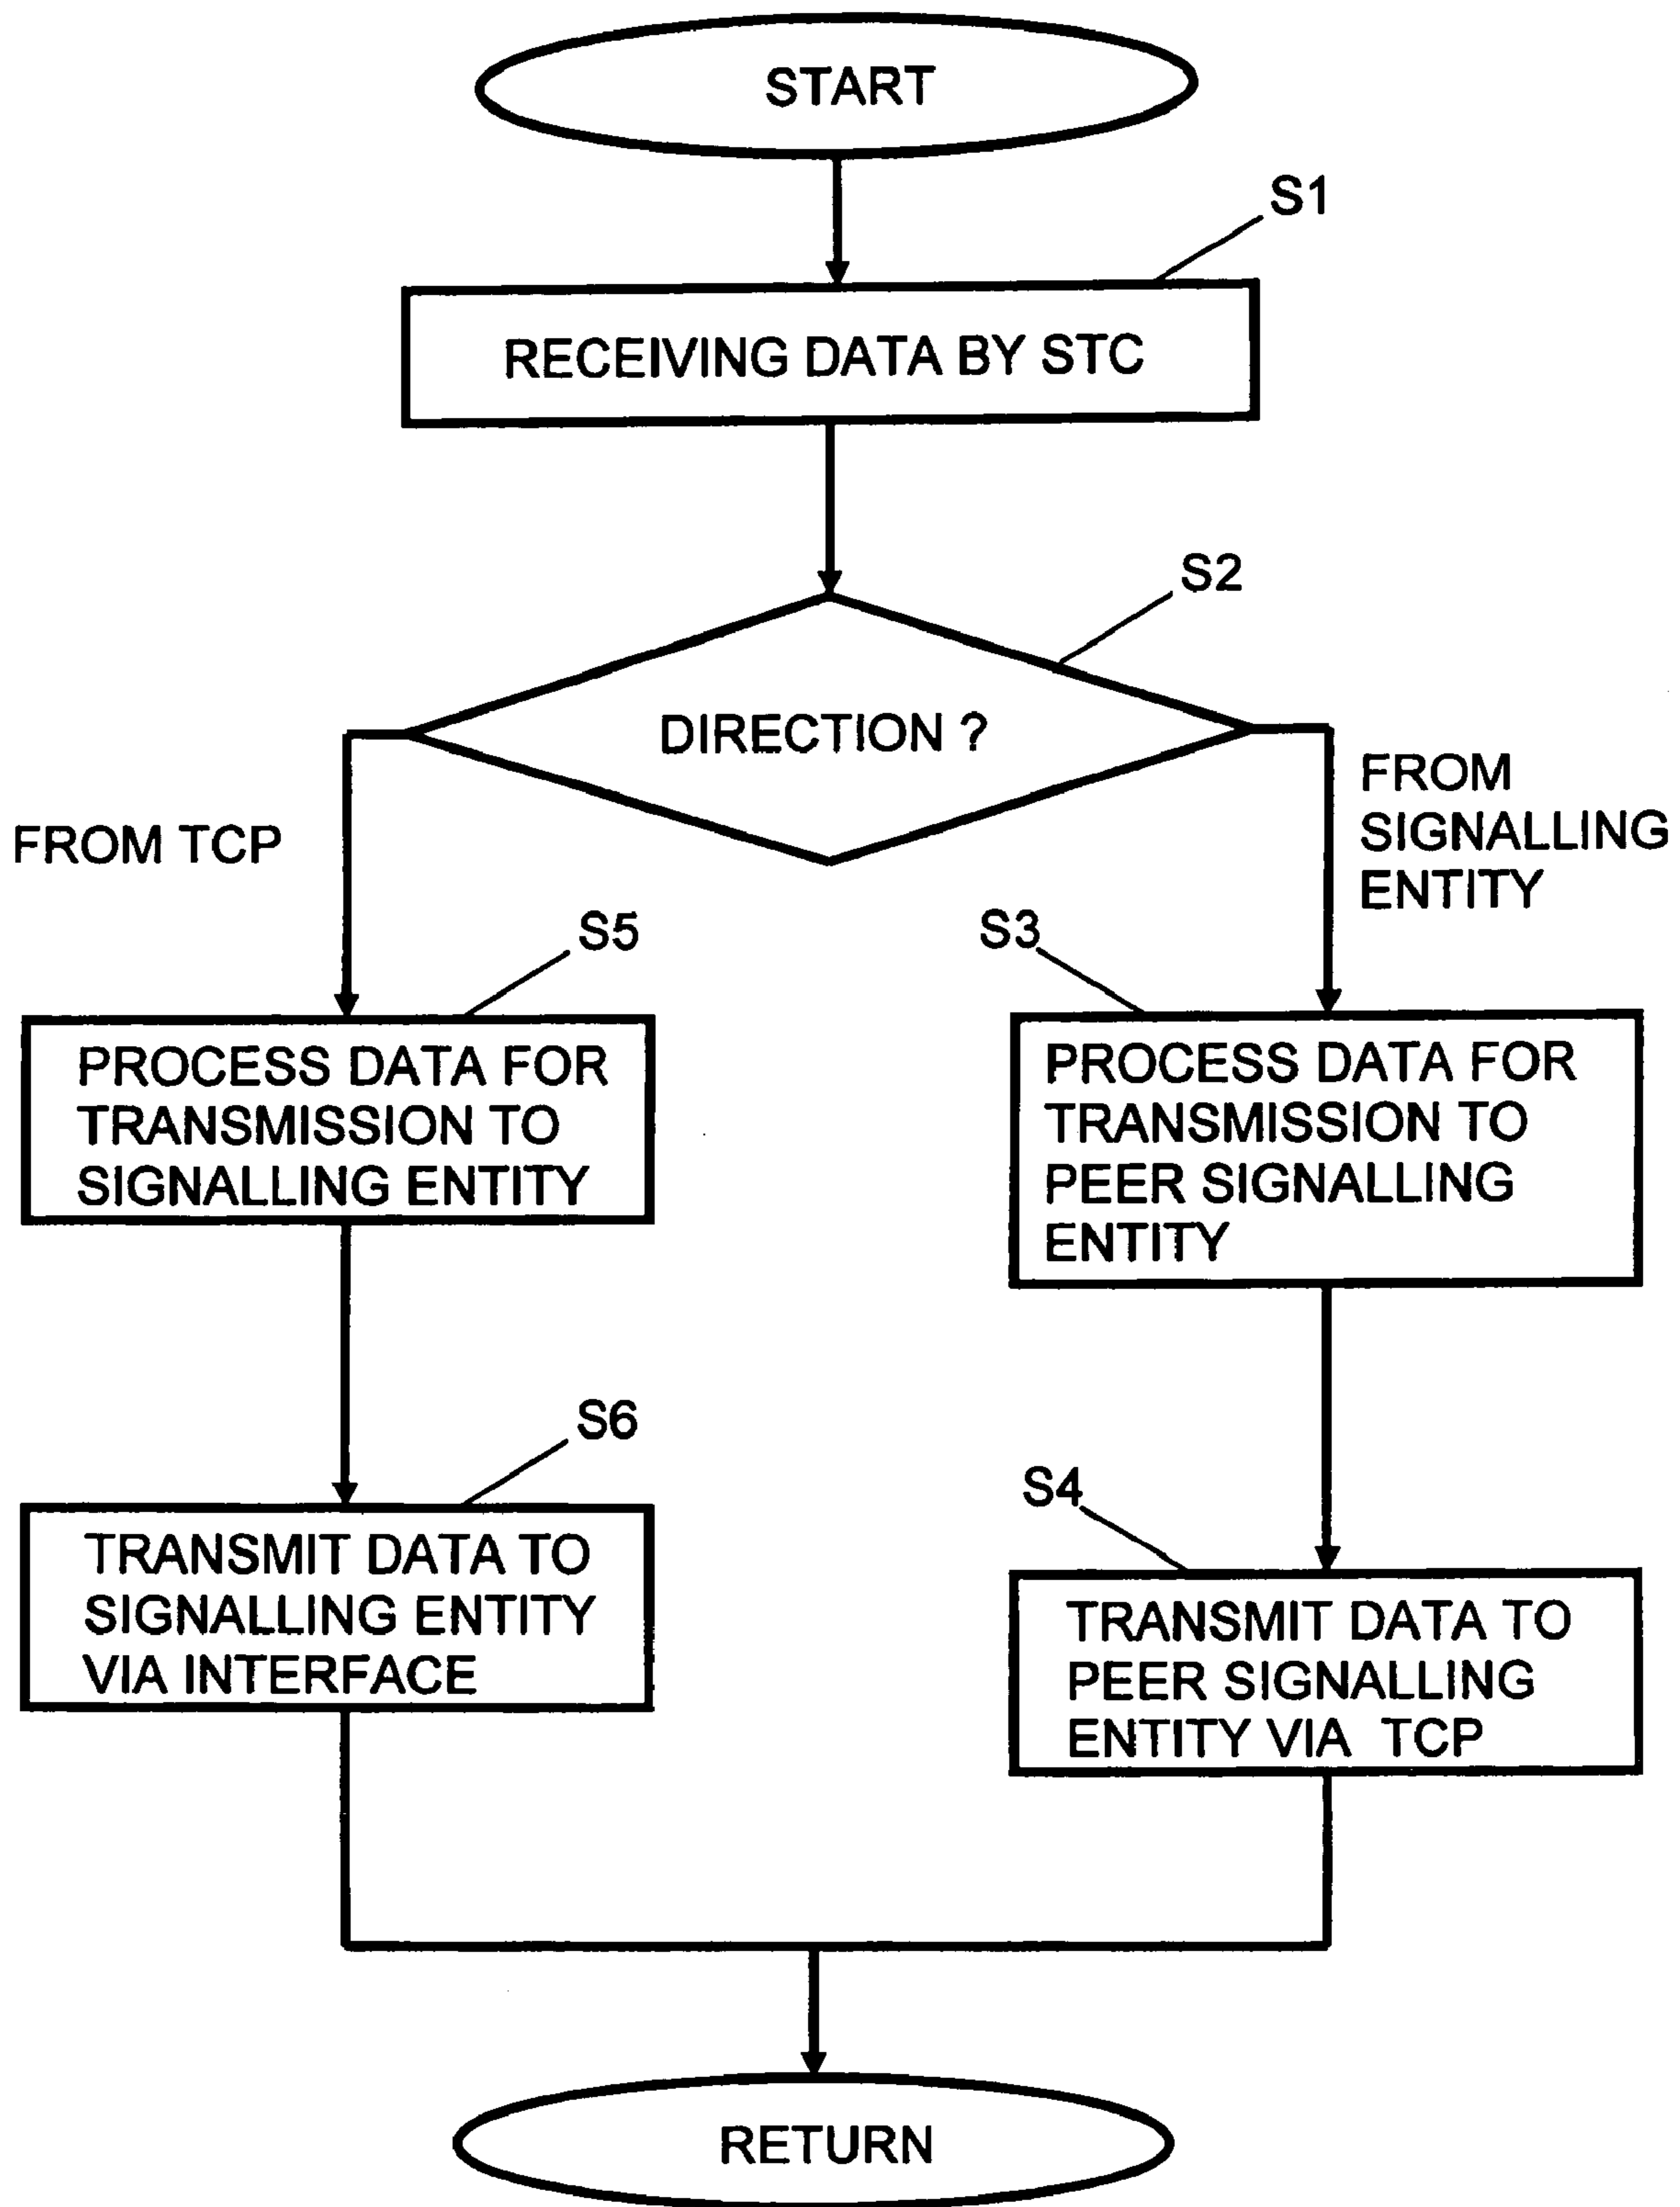 START
S1
RECEIVING DATA BY STC
S2
DIRECTION ?
FROM TCP
FROM
SIGNALLING
ENTITY
S5
PROCESS DATA FOR
TRANSMISSION TO
SIGNALLING ENTITY
S3
PROCESS DATA FOR
TRANSMISSION TO
PEER SIGNALLING
ENTITY
S6
TRANSMIT DATA TO
SIGNALLING ENTITY
VIA INTERFACE
S4
TRANSMIT DATA TO
PEER SIGNALLING
ENTITY VIA TCP
RETURN